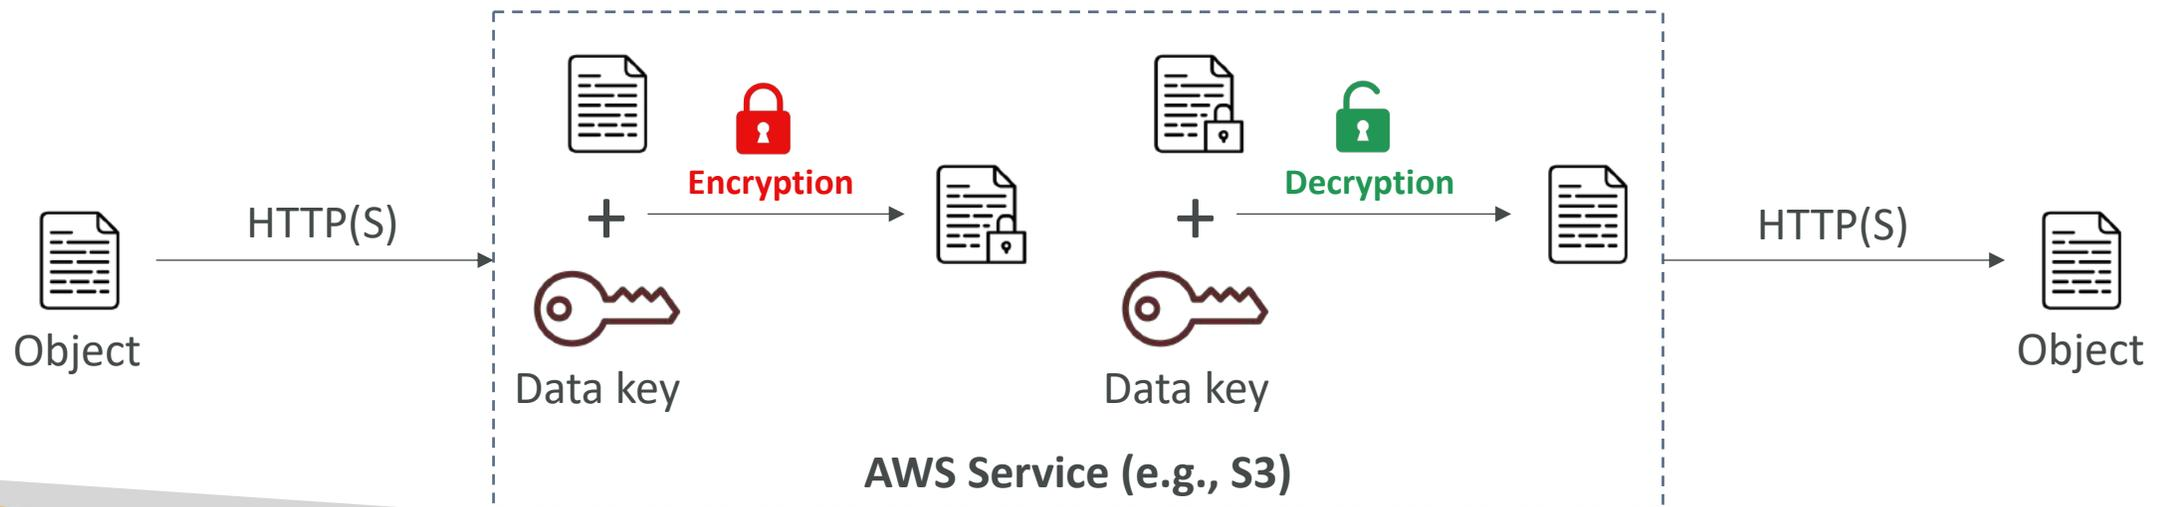 Object
HTTP(S)
Encryption
+
Data key
Decryption
+
Data key
HTTP(S)
Object
AWS Service (e.g., S3)